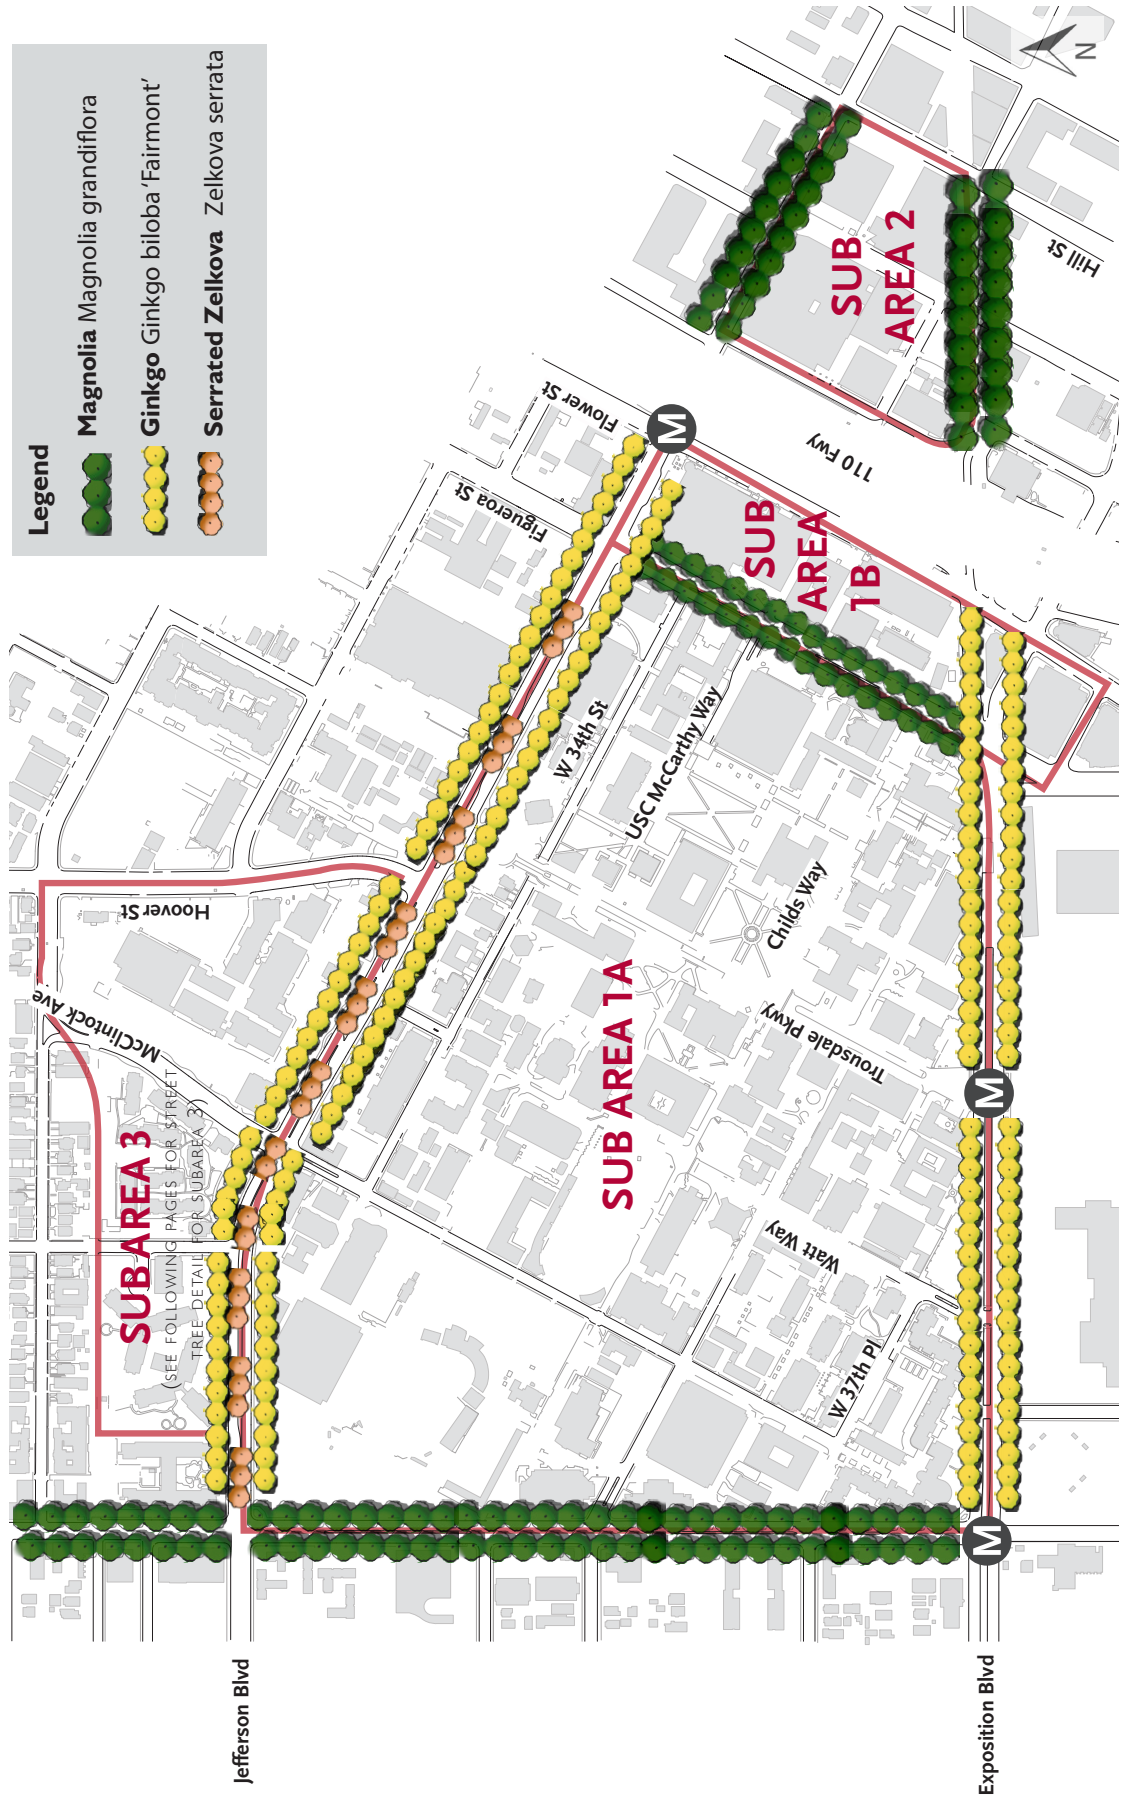 Legend
Magnolia Magnolia grandiflora
Ginkgo Ginkgo biloba ‘Fairmont’
Serrated Zelkova Zelkova serrata
N
SUB AREA 3
(SEE FOLLOWING PAGES FOR STREET
TREE DETAIL FOR SUBAREA 3)
McClintock Ave
Hoover St
Figueroa St
Flower St
M
110 Fwy
SUB
AREA 2
Hill St
SUB
AREA
1B
W 34th St
USC McCarthy Way
Childs Way
SUB AREA 1A
Trousdale Pkwy
Watt Way
W 37th Pl
M
M
Jefferson Blvd
Exposition Blvd